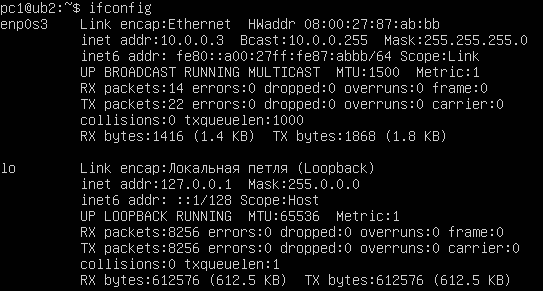 pc1@ub2:~$ ifconfig
enp0s3    Link encap:Ethernet  HWaddr 08:00:27:87:ab:bb
          inet addr:10.0.0.3  Bcast:10.0.0.255  Mask:255.255.255.0
          inet6 addr: fe80::a00:27ff:fe87:abbb/64 Scope:Link
          UP BROADCAST RUNNING MULTICAST  MTU:1500  Metric:1
          RX packets:14 errors:0 dropped:0 overruns:0 frame:0
          TX packets:22 errors:0 dropped:0 overruns:0 carrier:0
          collisions:0 txqueuelen:1000
          RX bytes:1416 (1.4 KB)  TX bytes:1868 (1.8 KB)

lo        Link encap:Локальная петля (Loopback)
          inet addr:127.0.0.1  Mask:255.0.0.0
          inet6 addr: ::1/128 Scope:Host
          UP LOOPBACK RUNNING  MTU:65536  Metric:1
          RX packets:8256 errors:0 dropped:0 overruns:0 frame:0
          TX packets:8256 errors:0 dropped:0 overruns:0 carrier:0
          collisions:0 txqueuelen:1
          RX bytes:612576 (612.5 KB)  TX bytes:612576 (612.5 KB)